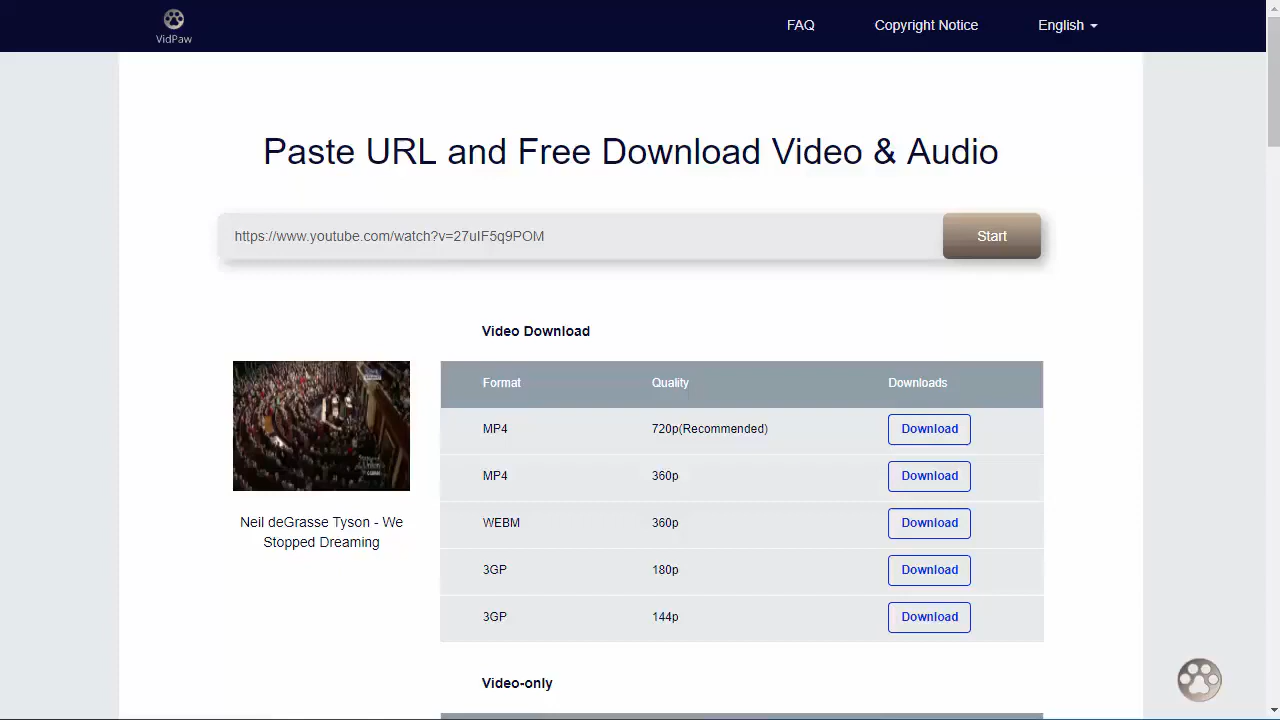 VidPaw
FAQ
Copyright Notice
English
Paste URL and Free Download Video & Audio
https://www.youtube.com/watch?v=27uIF5q9POM
Start
Video Download
Format Quality Downloads
MP4 720p(Recommended) Download
MP4 360p Download
WEBM 360p Download
3GP 180p Download
3GP 144p Download
Neil deGrasse Tyson - We
Stopped Dreaming
Video-only